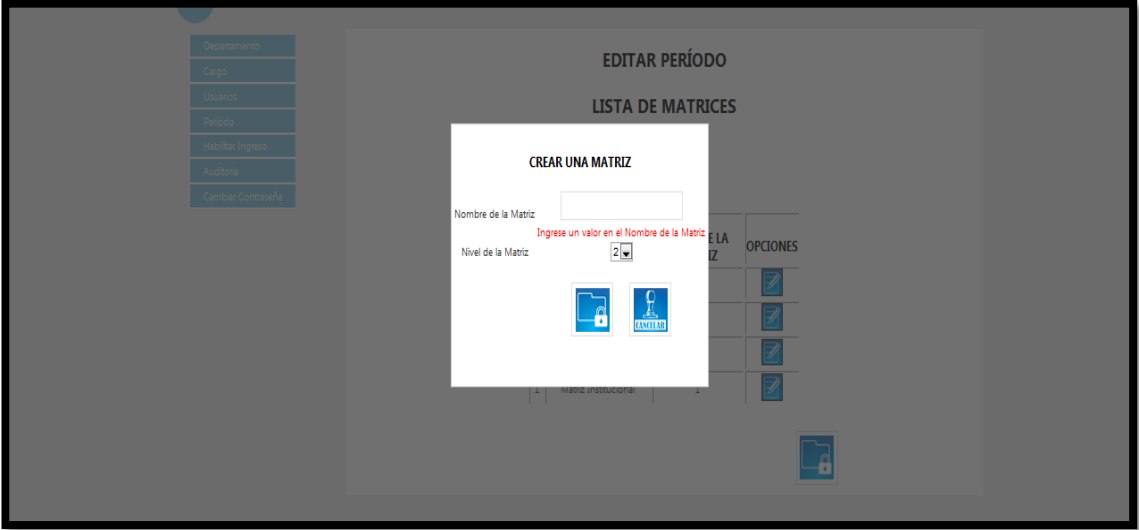 Departamento
Cargo
Usuarios
Período
Habilitar Ingreso
Auditoria
Cambiar Contraseña
EDITAR PERÍODO
LISTA DE MATRICES
CREAR UNA MATRIZ
Nombre de la Matriz
Ingrese un valor en el Nombre de la Matriz
Nivel de la Matriz
2
CANCELAR
E LA
IZ
OPCIONES
1 Matriz Institucional 1